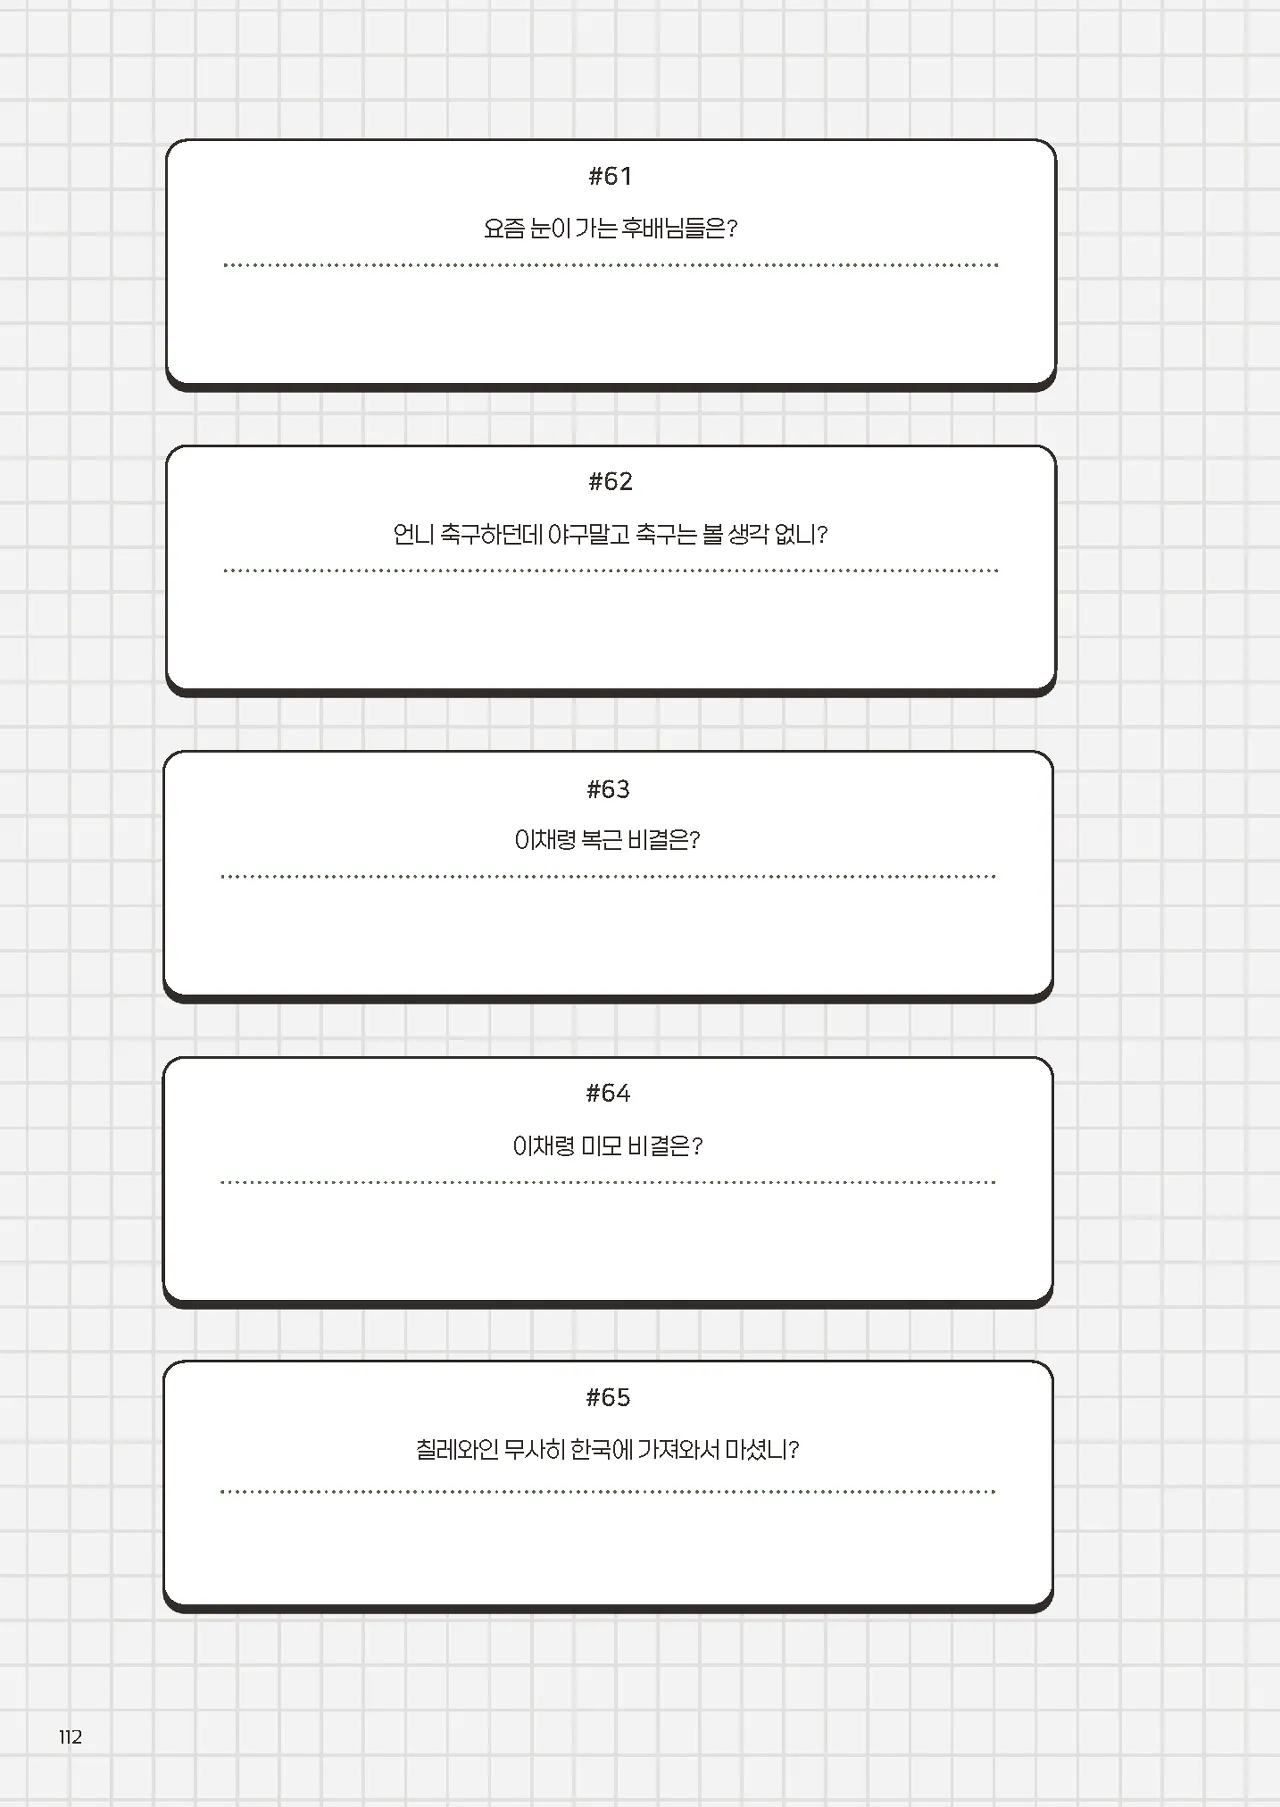 #61
요즘 눈이 가는 후배님들은?
#62
언니 축구하던데 야구말고 축구는 볼 생각 없니?
#63
이채령 복근 비결은?
#64
이채령 미모 비결은?
#65
칠레와인 무사히 한국에 가져와서 마셨니?
112